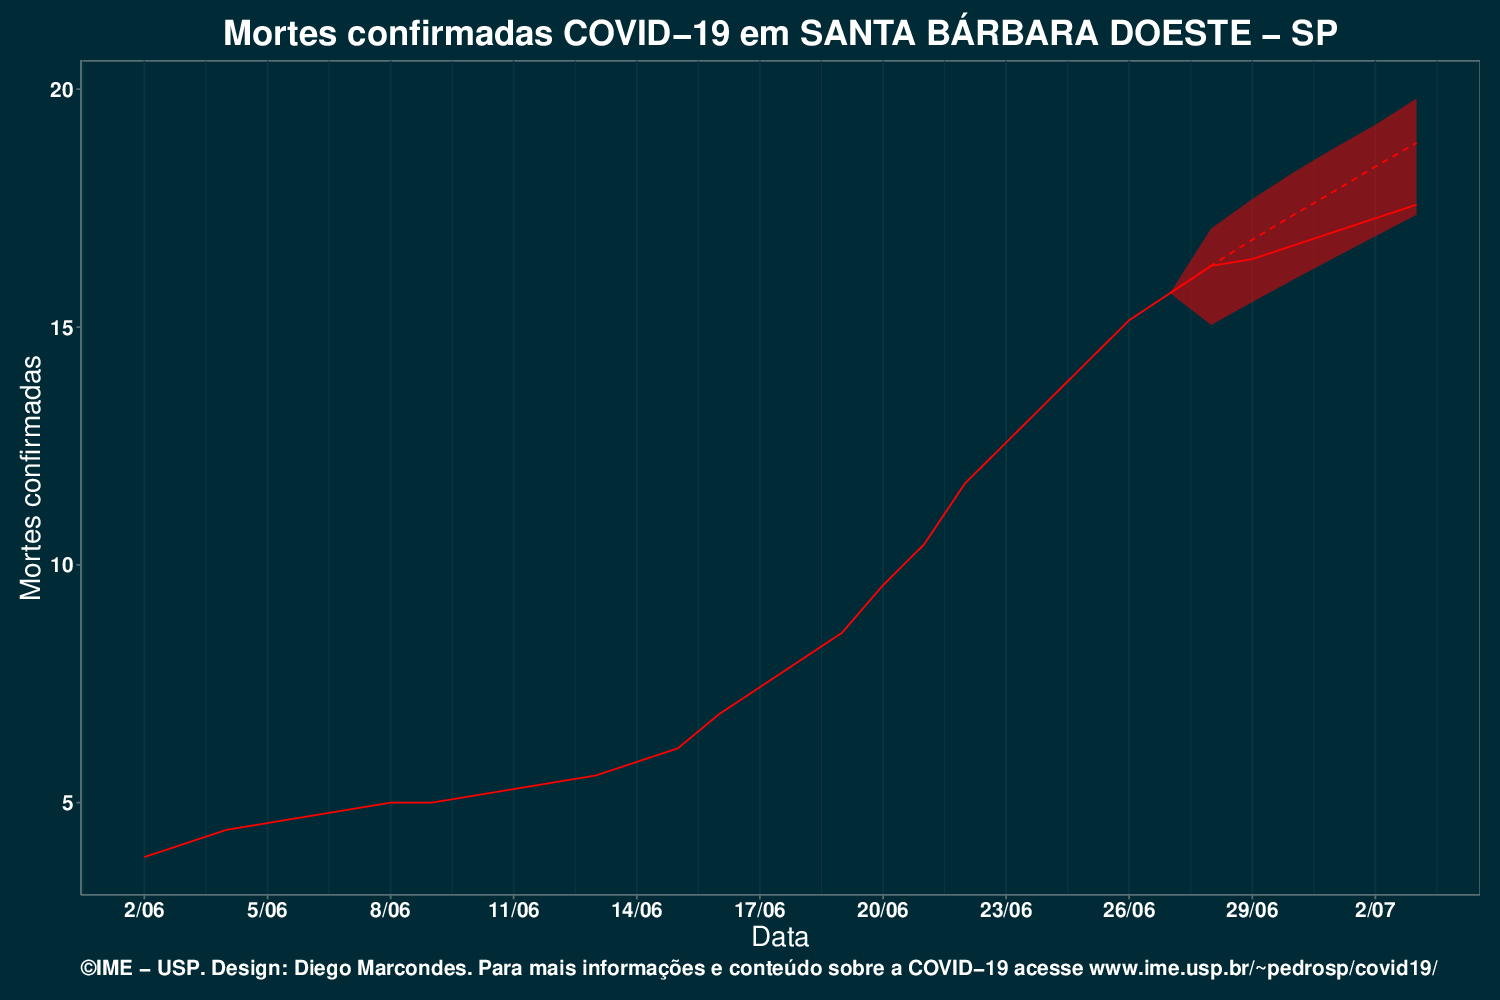 Mortes confirmadas COVID−19 em SANTA BÁRBARA DOESTE − SP
Mortes confirmadas
20
15
10
5
2/06 5/06 8/06 11/06 14/06 17/06 20/06 23/06 26/06 29/06 2/07
Data
©IME − USP. Design: Diego Marcondes. Para mais informações e conteúdo sobre a COVID−19 acesse www.ime.usp.br/~pedrosp/covid19/